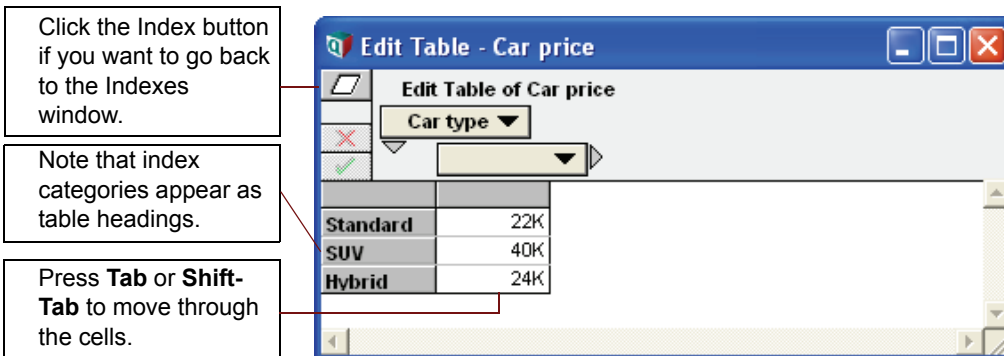 Click the Index button
if you want to go back
to the Indexes
window.
Note that index
categories appear as
table headings.
Press Tab or Shift-
Tab to move through
the cells.
Edit Table - Car price
Edit Table of Car price
Car type
Standard 22K
SUV 40K
Hybrid 24K